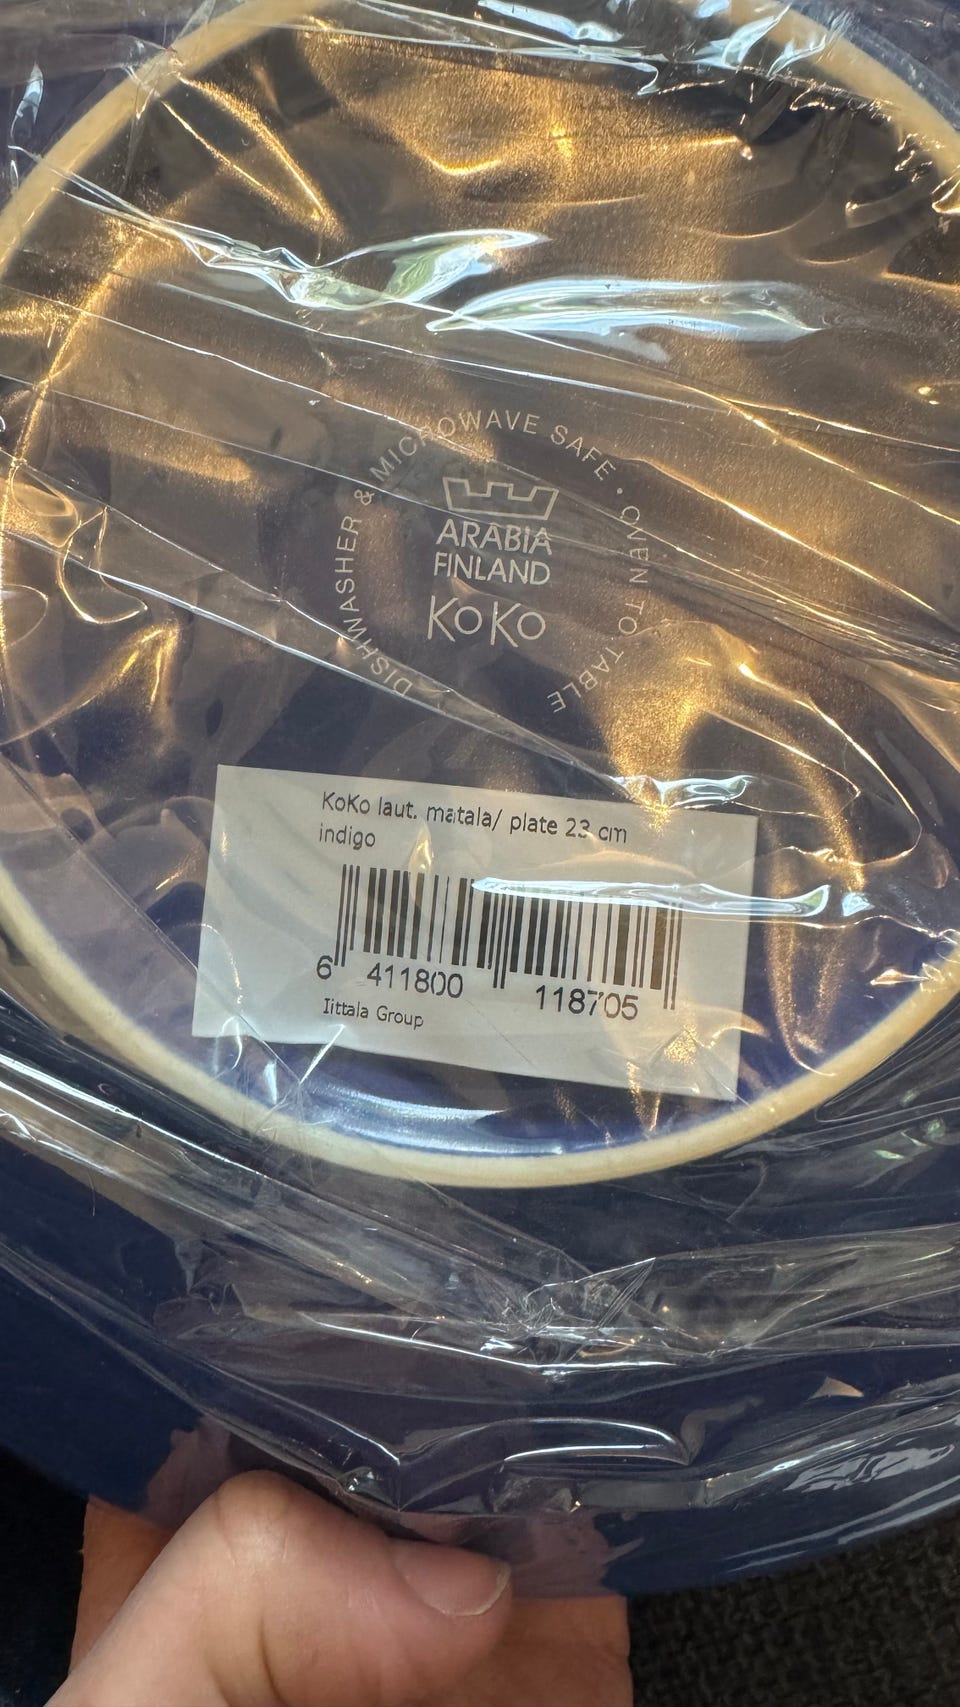 DISHWASHER & MICROWAVE SAFE • OVEN TO TABLE
ARABIA
FINLAND
KoKo
KoKo laut. matala/ plate 23 cm
indigo
6 411800 118705
Iittala Group